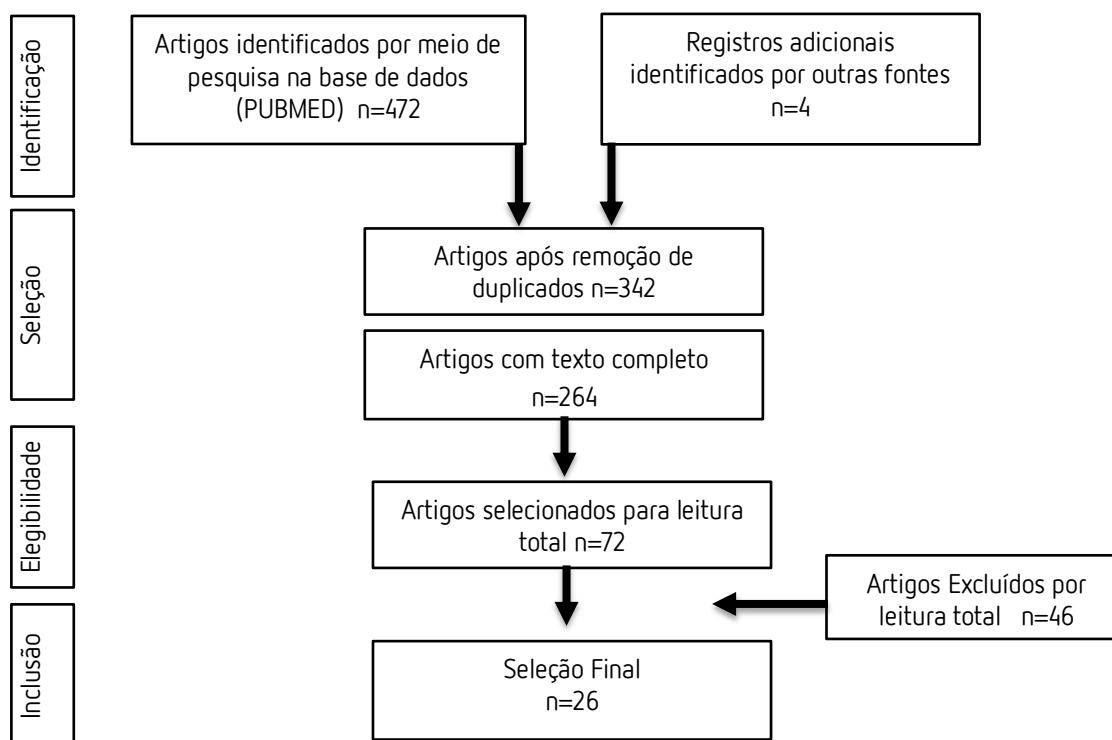 Identificação
Artigos identificados por meio de
pesquisa na base de dados
(PUBMED) n=472
Registros adicionais
identificados por outras fontes
n=4
Seleção
Artigos após remoção de
duplicados n=342
Artigos com texto completo
n=264
Elegibilidade
Artigos selecionados para leitura
total n=72
Artigos Excluídos por
leitura total n=46
Inclusão
Seleção Final
n=26